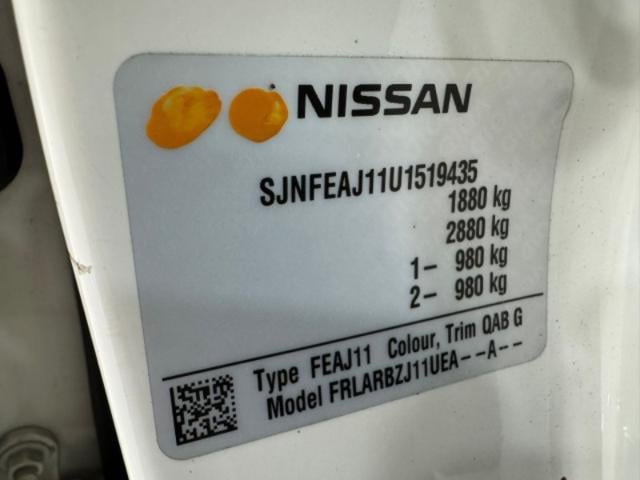 NISSAN
SJNFEAJ11U1519435
1880 kg
2880 kg
1- 980 kg
2- 980 kg
Type FEAJ11 Colour, Trim QAB G
Model FRLARBZJ11UEA--A--